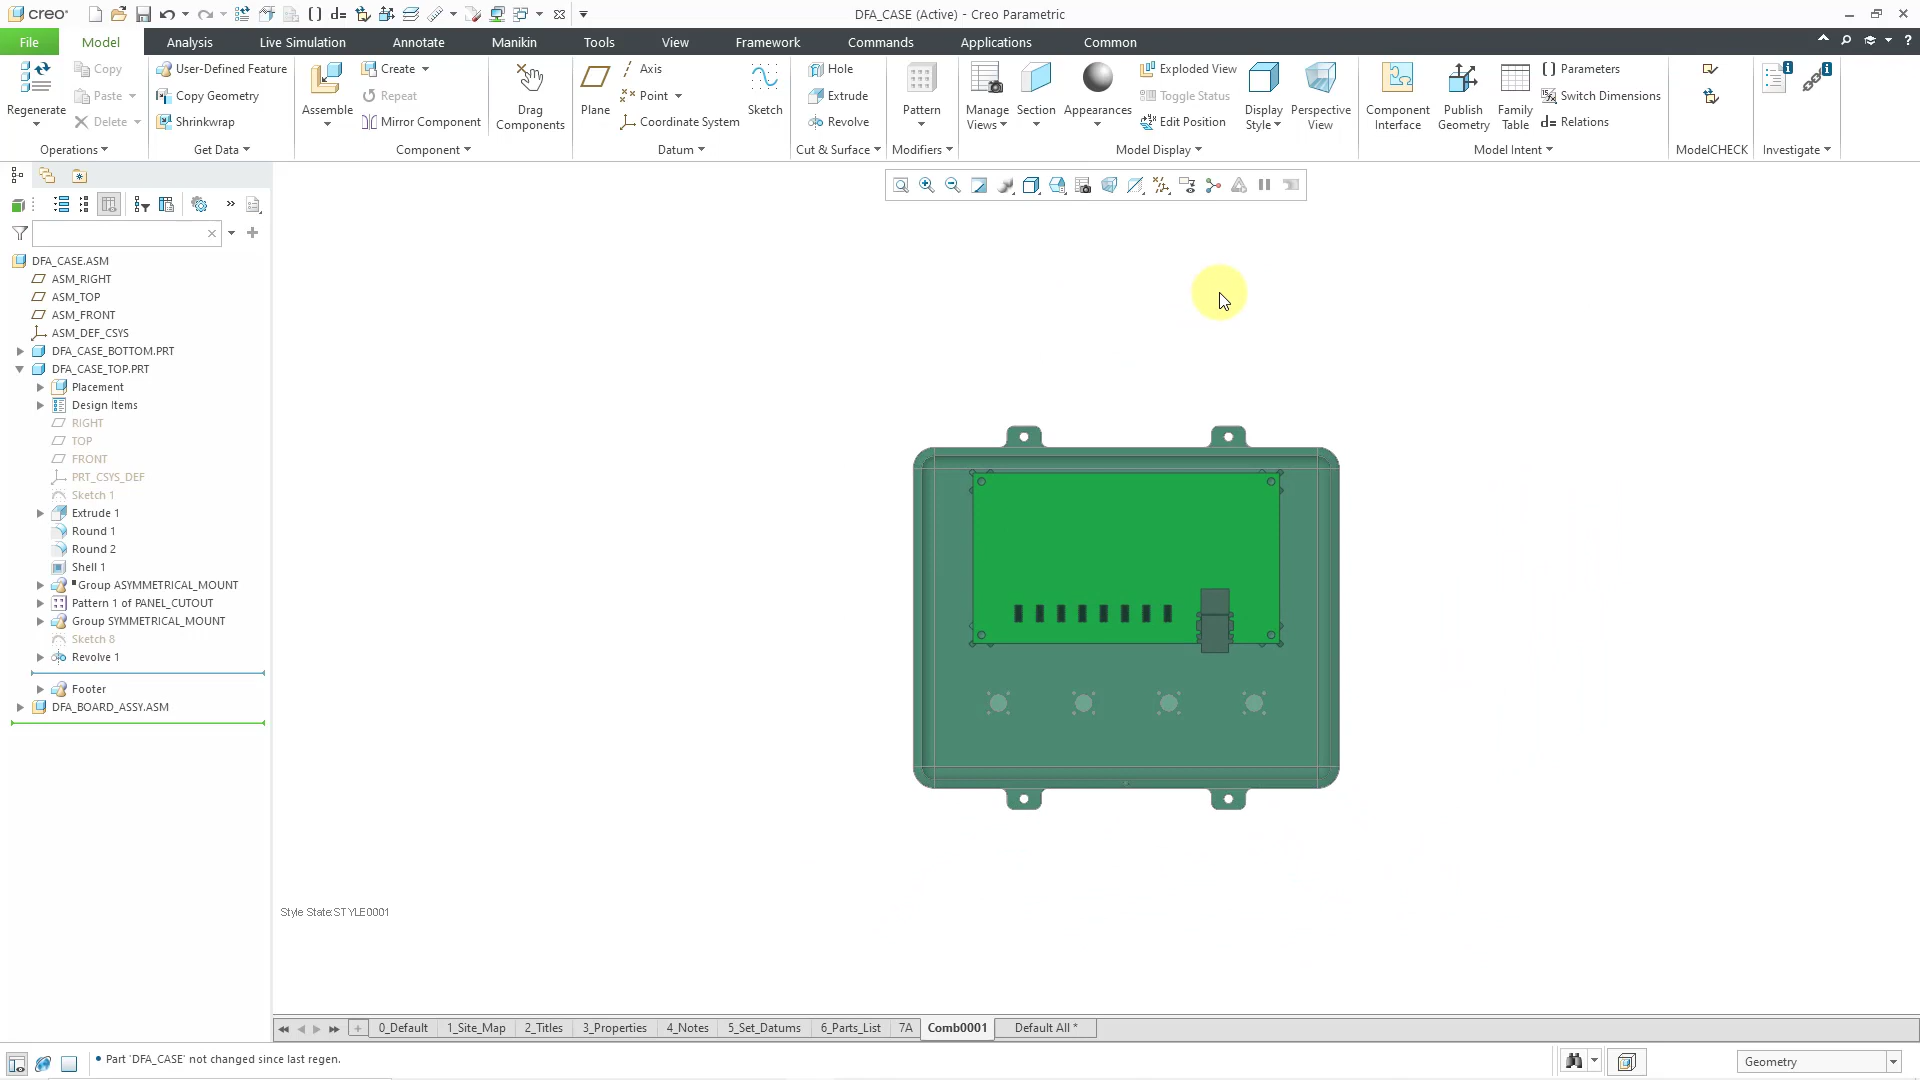 creo
DFA_CASE (Active) - Creo Parametric
File
Model
Analysis
Live Simulation
Annotate
Manikin
Tools
View
Framework
Commands
Applications
Common
Regenerate
Copy
Paste
Delete
Operations
User-Defined Feature
Copy Geometry
Shrinkwrap
Get Data
Assemble
Create
Repeat
Mirror Component
Component
Drag
Components
Plane
Axis
Point
Coordinate System
Sketch
Datum
Hole
Extrude
Revolve
Cut & Surface
Pattern
Modifiers
Manage
Views
Section
Appearances
Exploded View
Toggle Status
Edit Position
Display
Style
Perspective
View
Model Display
Component
Interface
Publish
Geometry
Family
Table
Parameters
Switch Dimensions
d= Relations
Model Intent
ModelCHECK
Investigate
DFA_CASE.ASM
ASM_RIGHT
ASM_TOP
ASM_FRONT
ASM_DEF_CSYS
DFA_CASE_BOTTOM.PRT
DFA_CASE_TOP.PRT
Placement
Design Items
RIGHT
TOP
FRONT
PRT_CSYS_DEF
Sketch 1
Extrude 1
Round 1
Round 2
Shell 1
Group ASYMMETRICAL_MOUNT
Pattern 1 of PANEL_CUTOUT
Group SYMMETRICAL_MOUNT
Sketch 8
Revolve 1
Footer
DFA_BOARD_ASSY.ASM
Style State:STYLE0001
0_Default
1_Site_Map
2_Titles
3_Properties
4_Notes
5_Set_Datums
6_Parts_List
7A
Comb0001
Default All *
• Part 'DFA_CASE' not changed since last regen.
Geometry